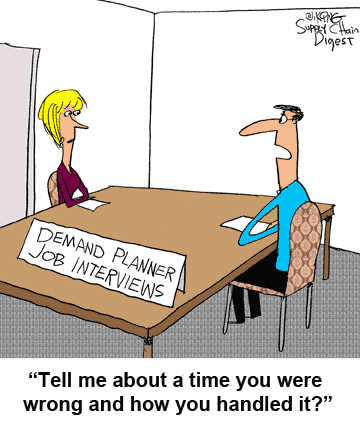 @JKING
Supply Chain
Digest
DEMAND PLANNER
JOB INTERVIEWS
“Tell me about a time you were
wrong and how you handled it?”